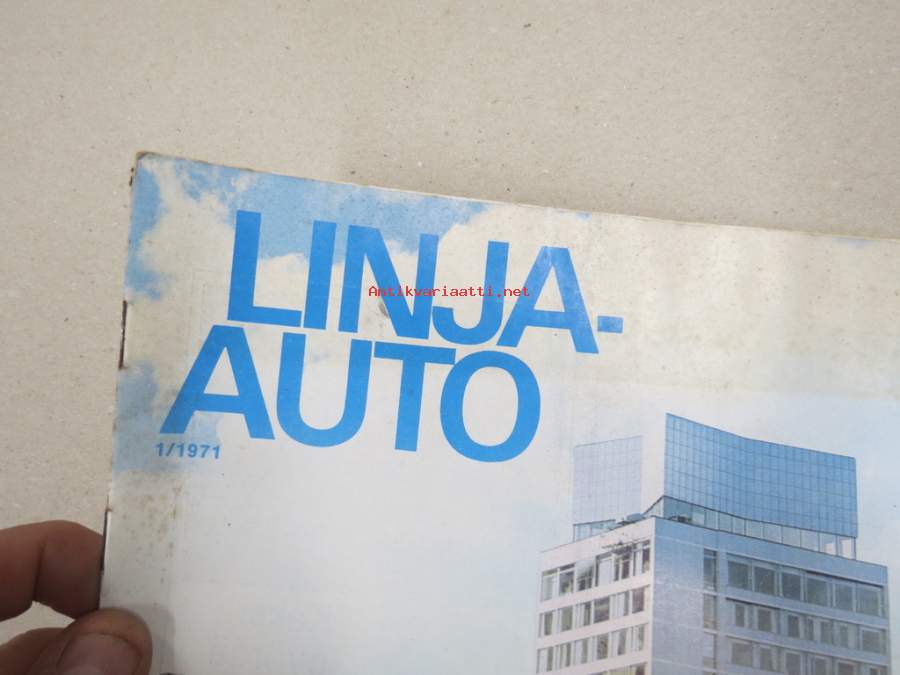 LINJA-
Antikvariaatti.net
AUTO
1/1971